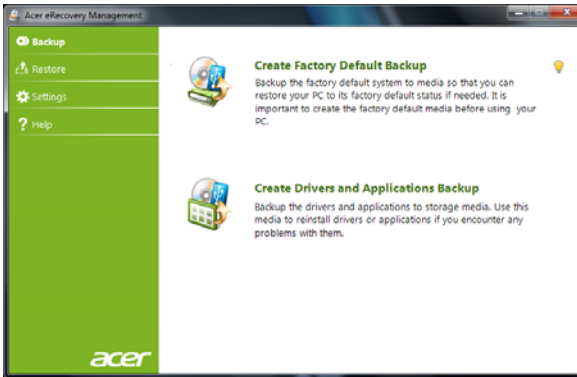 Acer eRecovery Management
Backup
Restore
Settings
? Help
Create Factory Default Backup
Backup the factory default system to media so that you can
restore your PC to its factory default status if needed. It is
important to create the factory default media before using your
PC.
Create Drivers and Applications Backup
Backup the drivers and applications to storage media. Use this
media to reinstall drivers or applications if you encounter any
problems with them.
acer